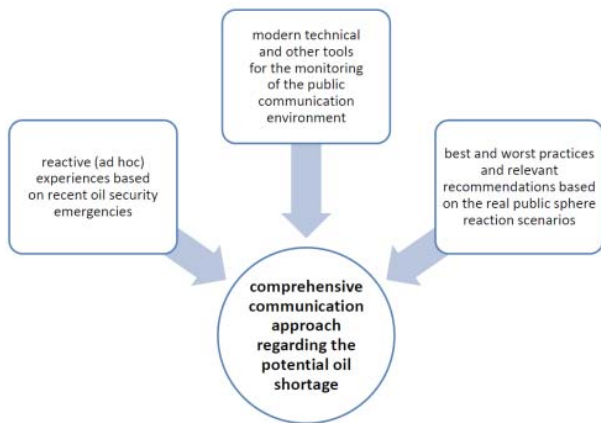 modern technical
and other tools
for the monitoring
of the public
communication
environment
reactive (ad hoc)
experiences based
on recent oil security
emergencies
best and worst practices
and relevant
recommendations based
on the real public sphere
reaction scenarios
comprehensive
communication
approach
regarding the
potential oil
shortage